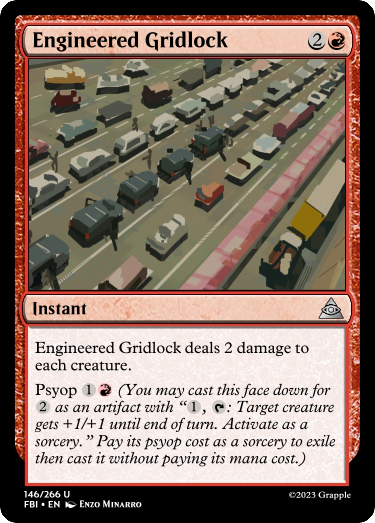 Engineered Gridlock 2
Instant
Engineered Gridlock deals 2 damage to
each creature.
Psyop 1 (You may cast this face down for
2 as an artifact with “1, : Target creature
gets +1/+1 until end of turn. Activate as a
sorcery.” Pay its psyop cost as a sorcery to exile
then cast it without paying its mana cost.)
146/266 U
FBI • EN Enzo Minarro
©2023 Grapple